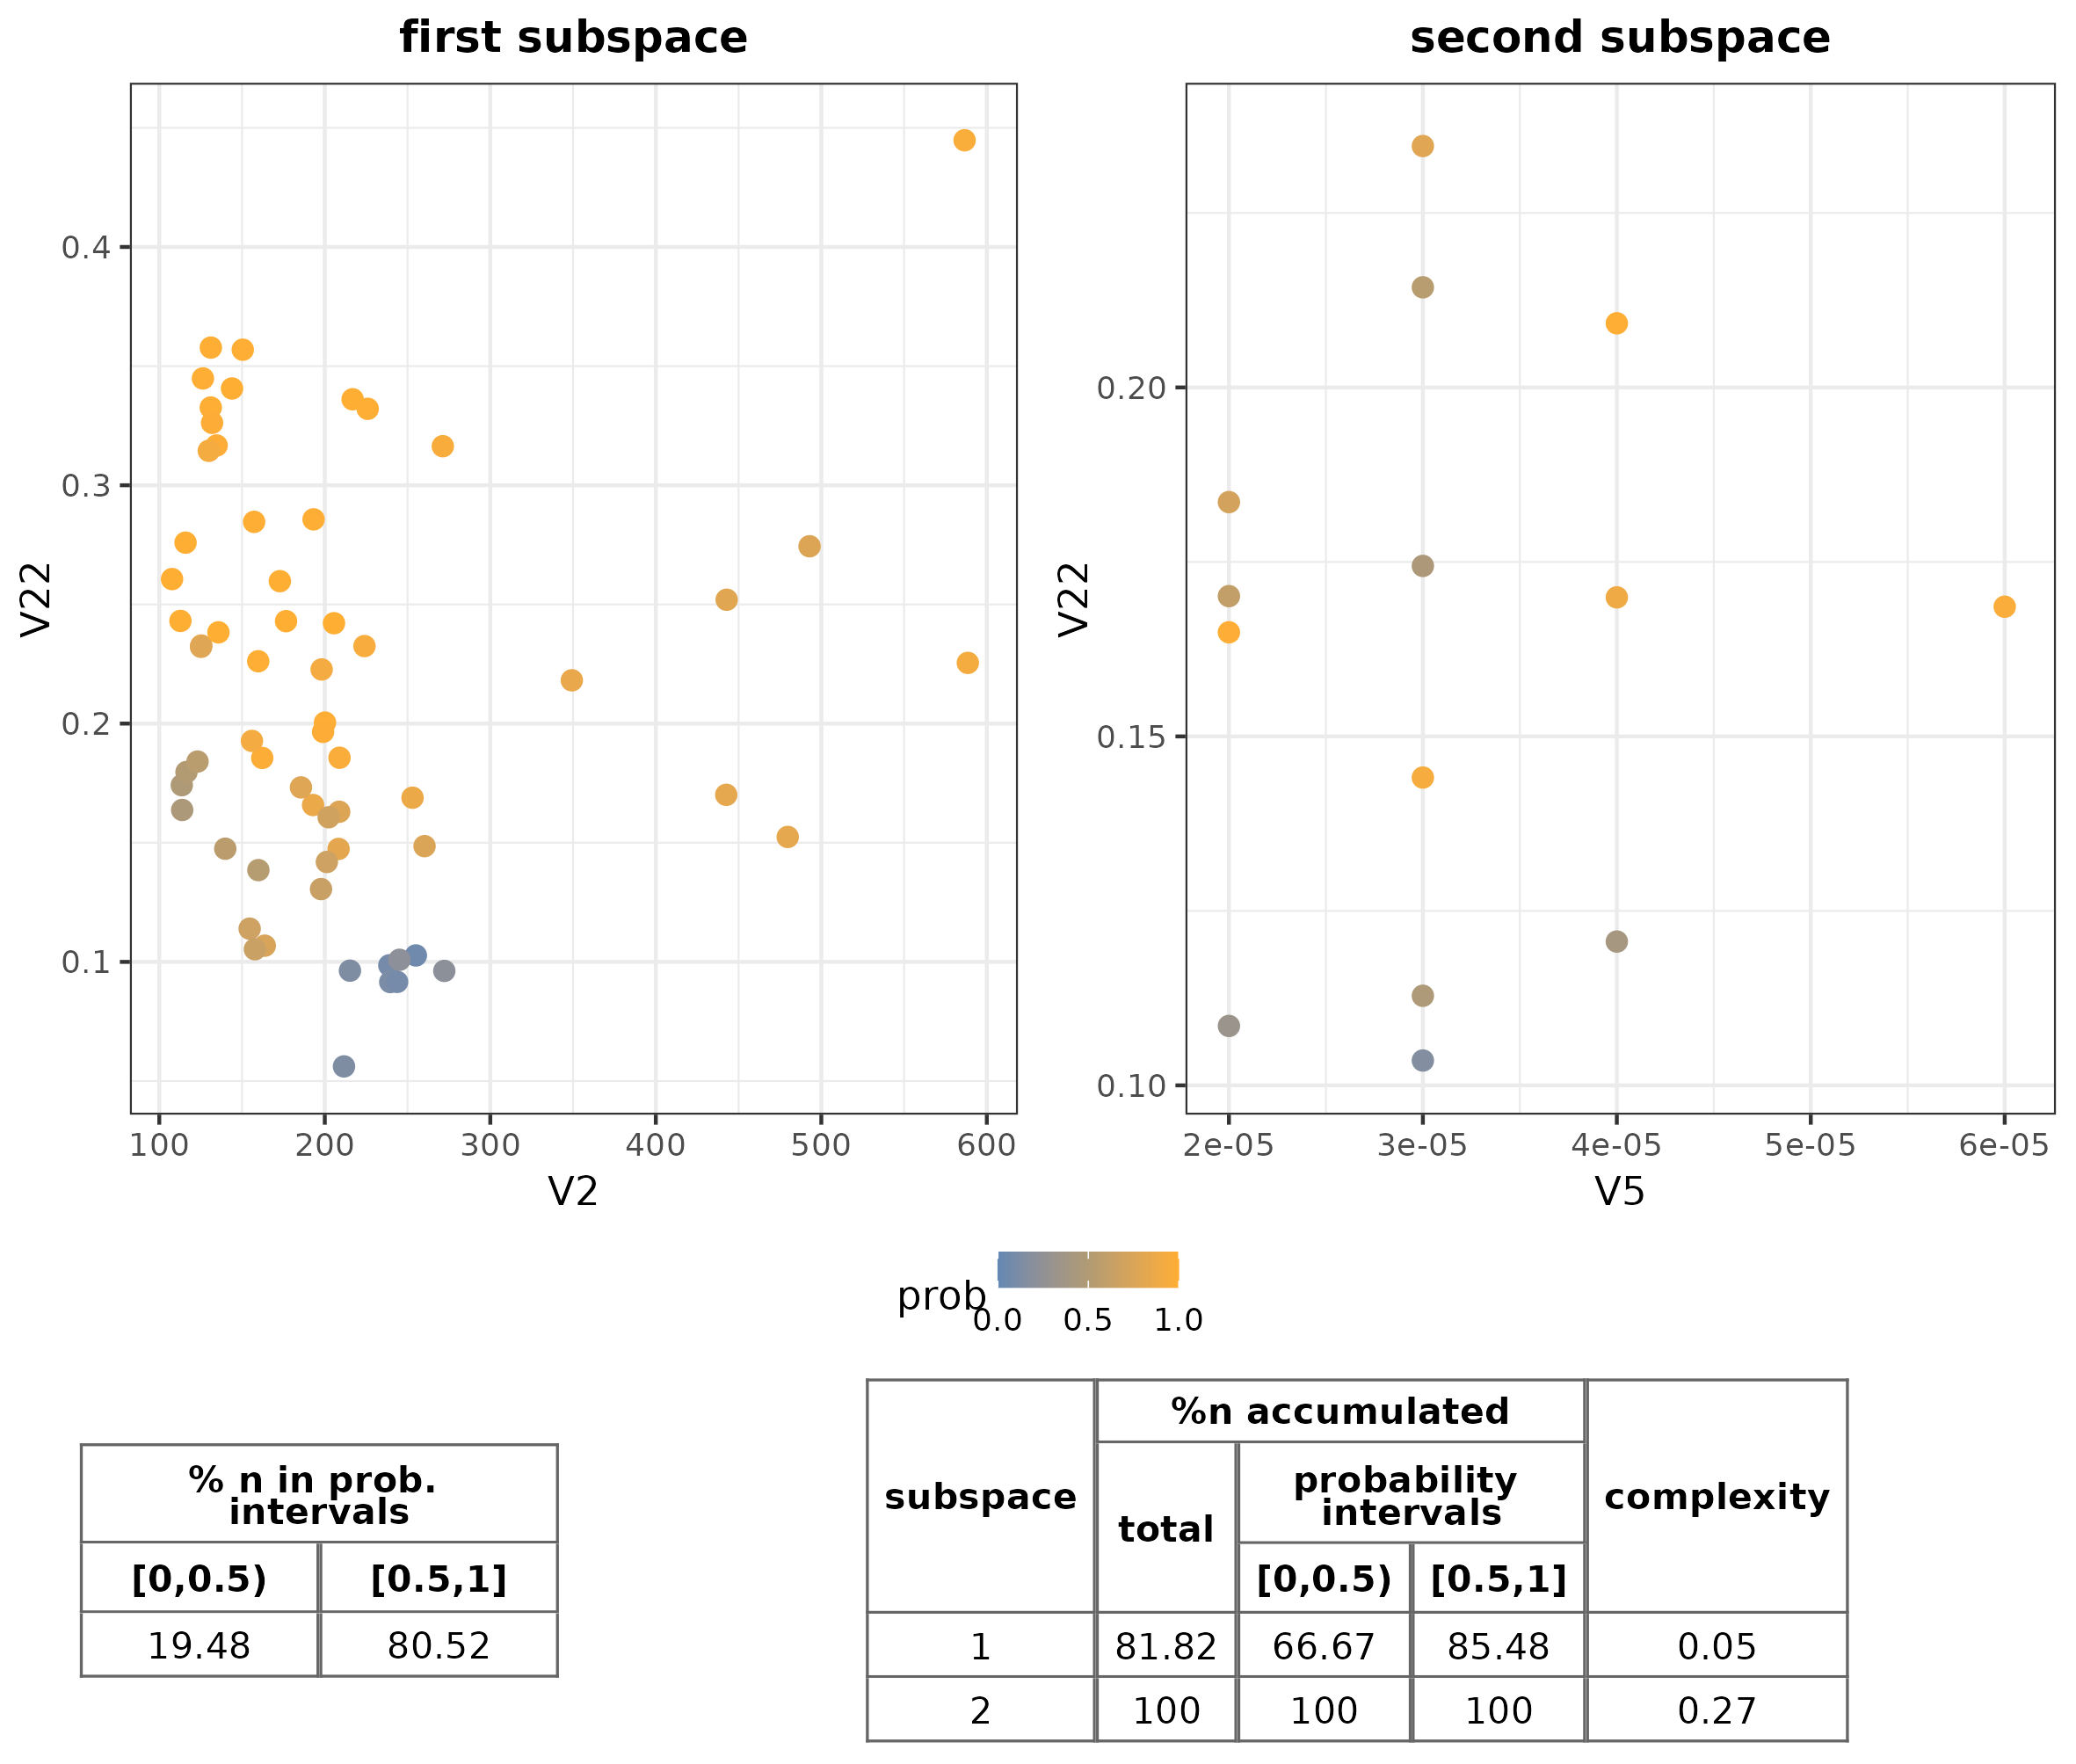 first subspace
second subspace
V22
0.4
0.3
0.2
0.1
100 200 300 400 500 600
V2
V22
0.20
0.15
0.10
2e-05 3e-05 4e-05 5e-05 6e-05
V5
prob
0.0 0.5 1.0
% n in prob.
intervals
[0,0.5) [0.5,1]
19.48 80.52
subspace
%n accumulated
total
probability
intervals
[0,0.5) [0.5,1]
complexity
1 81.82 66.67 85.48 0.05
2 100 100 100 0.27